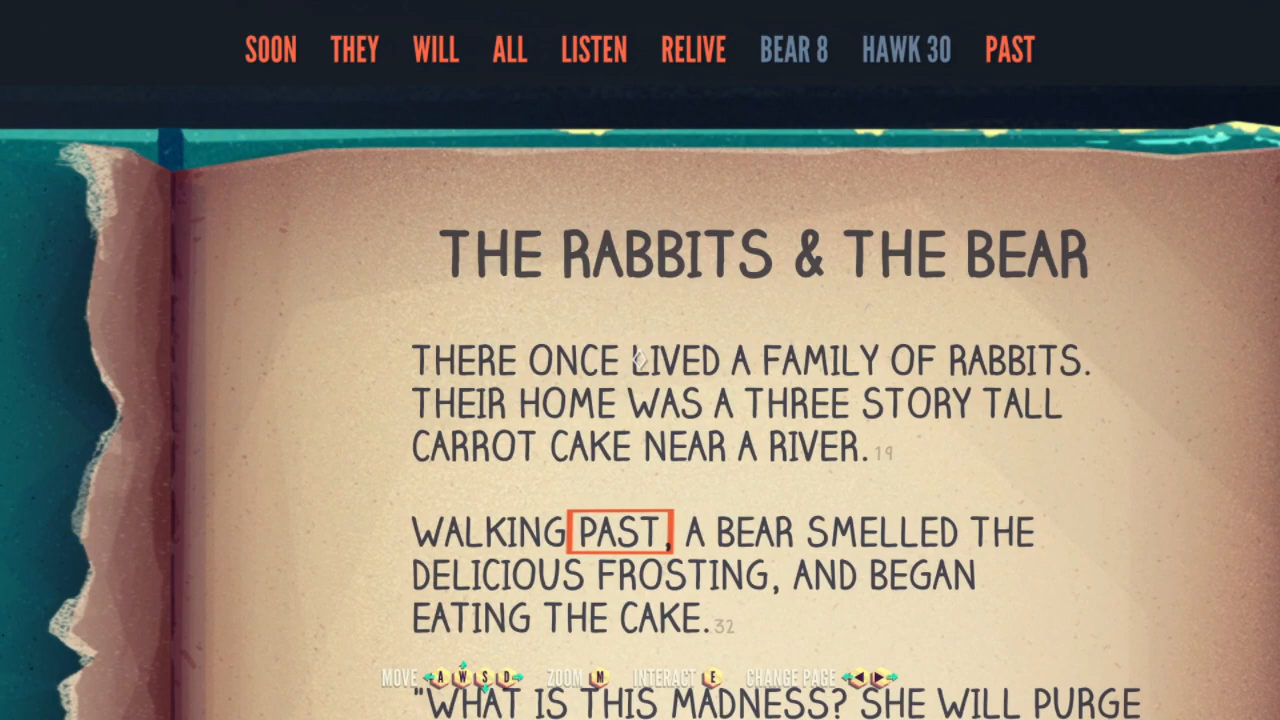 SOON THEY WILL ALL LISTEN RELIVE BEAR 8 HAWK 30 PAST
THE RABBITS & THE BEAR
THERE ONCE LIVED A FAMILY OF RABBITS.
THEIR HOME WAS A THREE STORY TALL
CARROT CAKE NEAR A RIVER. 19
WALKING PAST, A BEAR SMELLED THE
DELICIOUS FROSTING, AND BEGAN
EATING THE CAKE. 32
MOVE A W S D ZOOM M INTERACT E CHANGE PAGE
"WHAT IS THIS MADNESS? SHE WILL PURGE